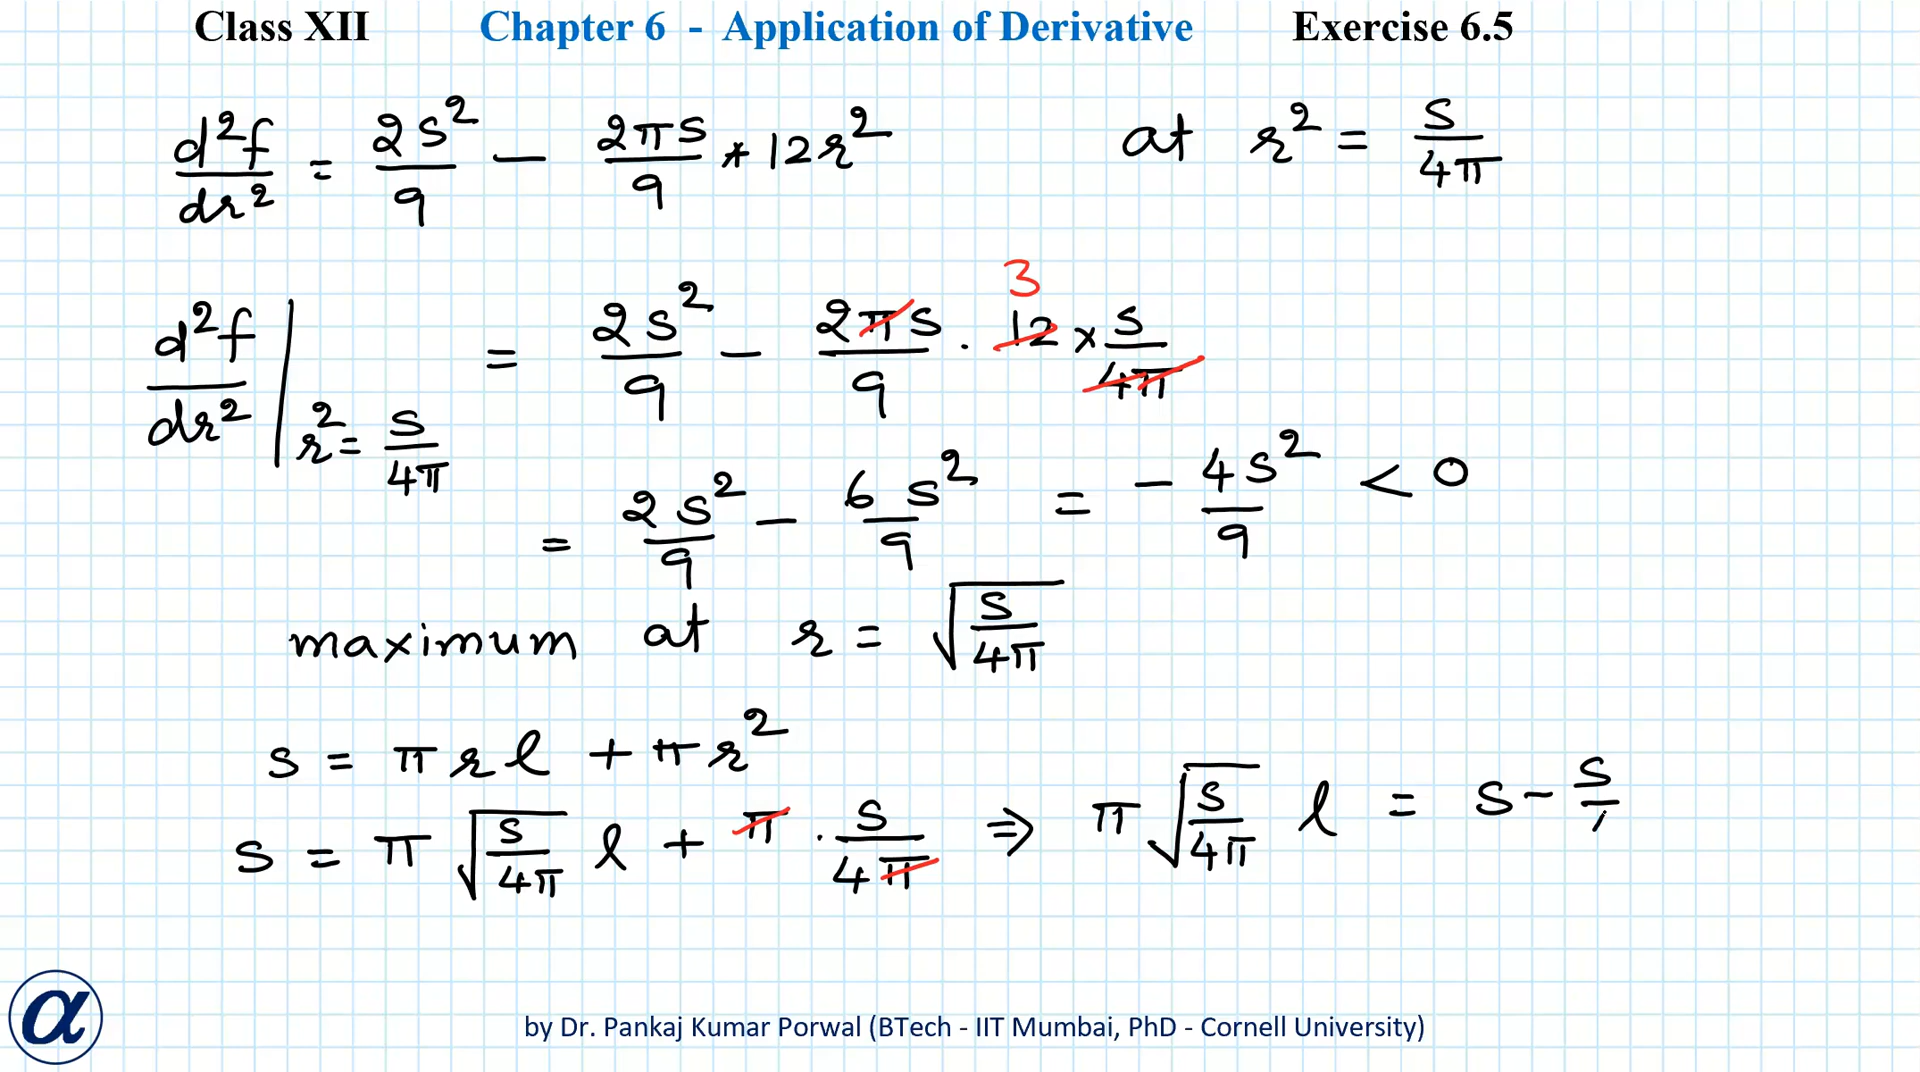 Class XII Chapter 6 - Application of Derivative Exercise 6.5
d²f/dr² = 2s²/9 − 2πs/9 * 12r² at r² = s/4π
3
d²f/dr² | r² = s/4π = 2s²/9 − 2πs/9 · 12 × s/4π
= 2s²/9 − 6s²/9 = − 4s²/9 < 0
maximum at r = √(s/4π)
s = πrl + πr²
s = π √(s/4π) l + π · s/4π ⇒ π √(s/4π) l = s − s/
α
by Dr. Pankaj Kumar Porwal (BTech - IIT Mumbai, PhD - Cornell University)